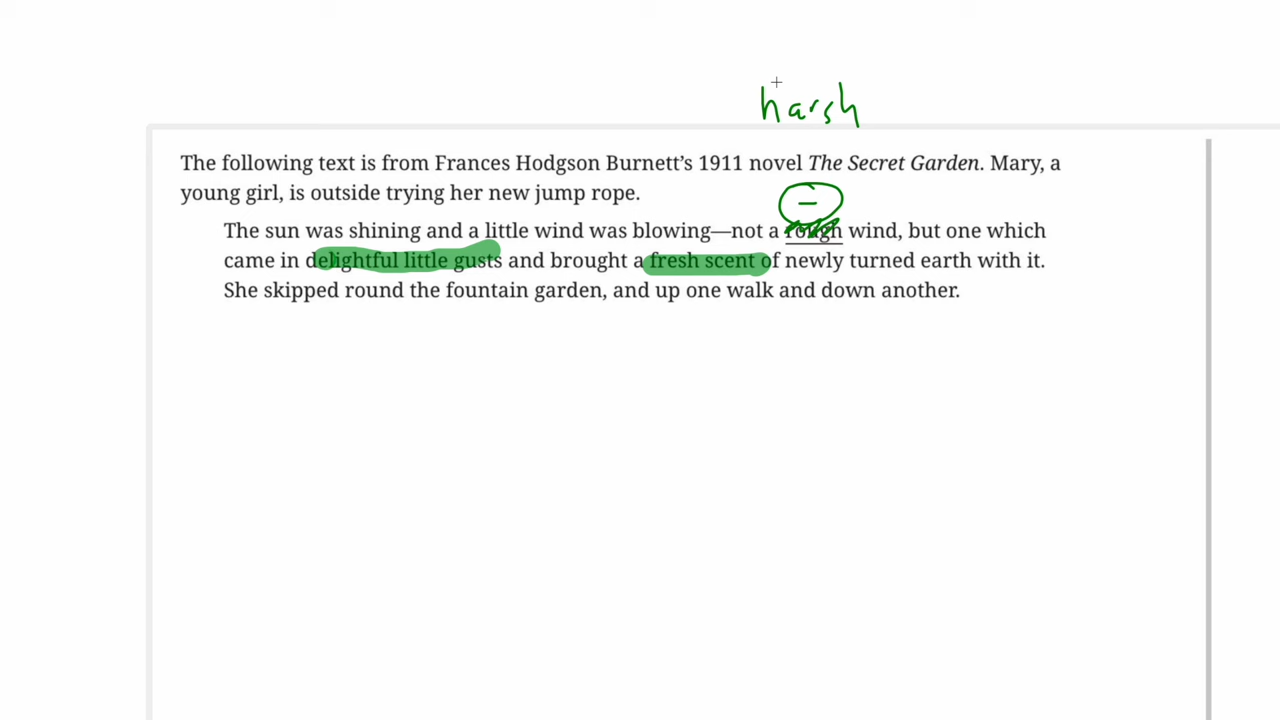 harsh
The following text is from Frances Hodgson Burnett’s 1911 novel The Secret Garden. Mary, a
young girl, is outside trying her new jump rope.
The sun was shining and a little wind was blowing—not a rough wind, but one which
came in delightful little gusts and brought a fresh scent of newly turned earth with it.
She skipped round the fountain garden, and up one walk and down another.